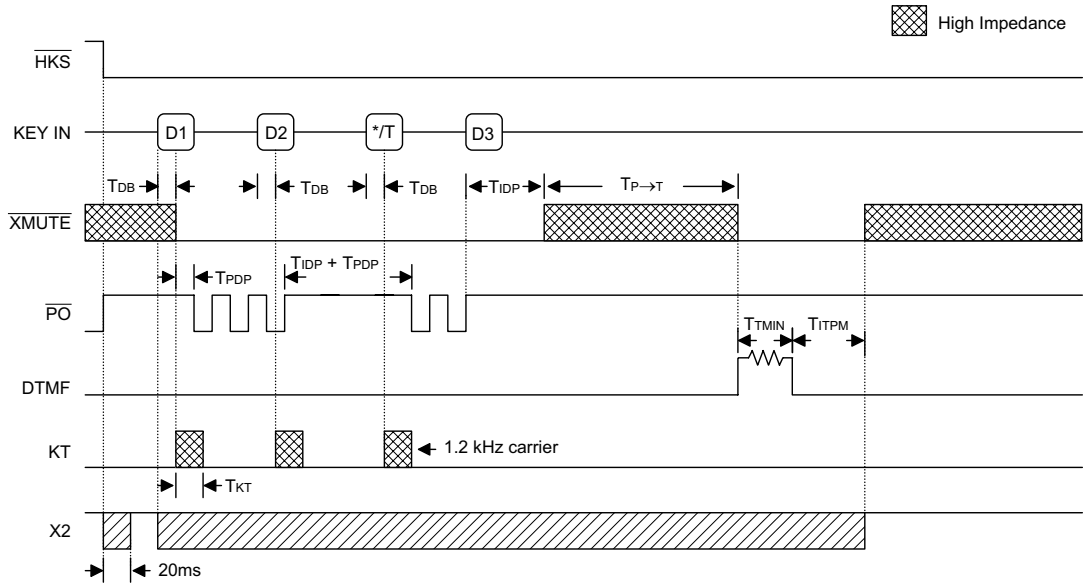 High Impedance
HKS
KEY IN
D1
D2
*/T
D3
TDB
TDB
TDB
TIDP
TP→T
XMUTE
TPDP
TIDP + TPDP
PO
TTMIN
TITPM
DTMF
KT
1.2 kHz carrier
TKT
X2
20ms